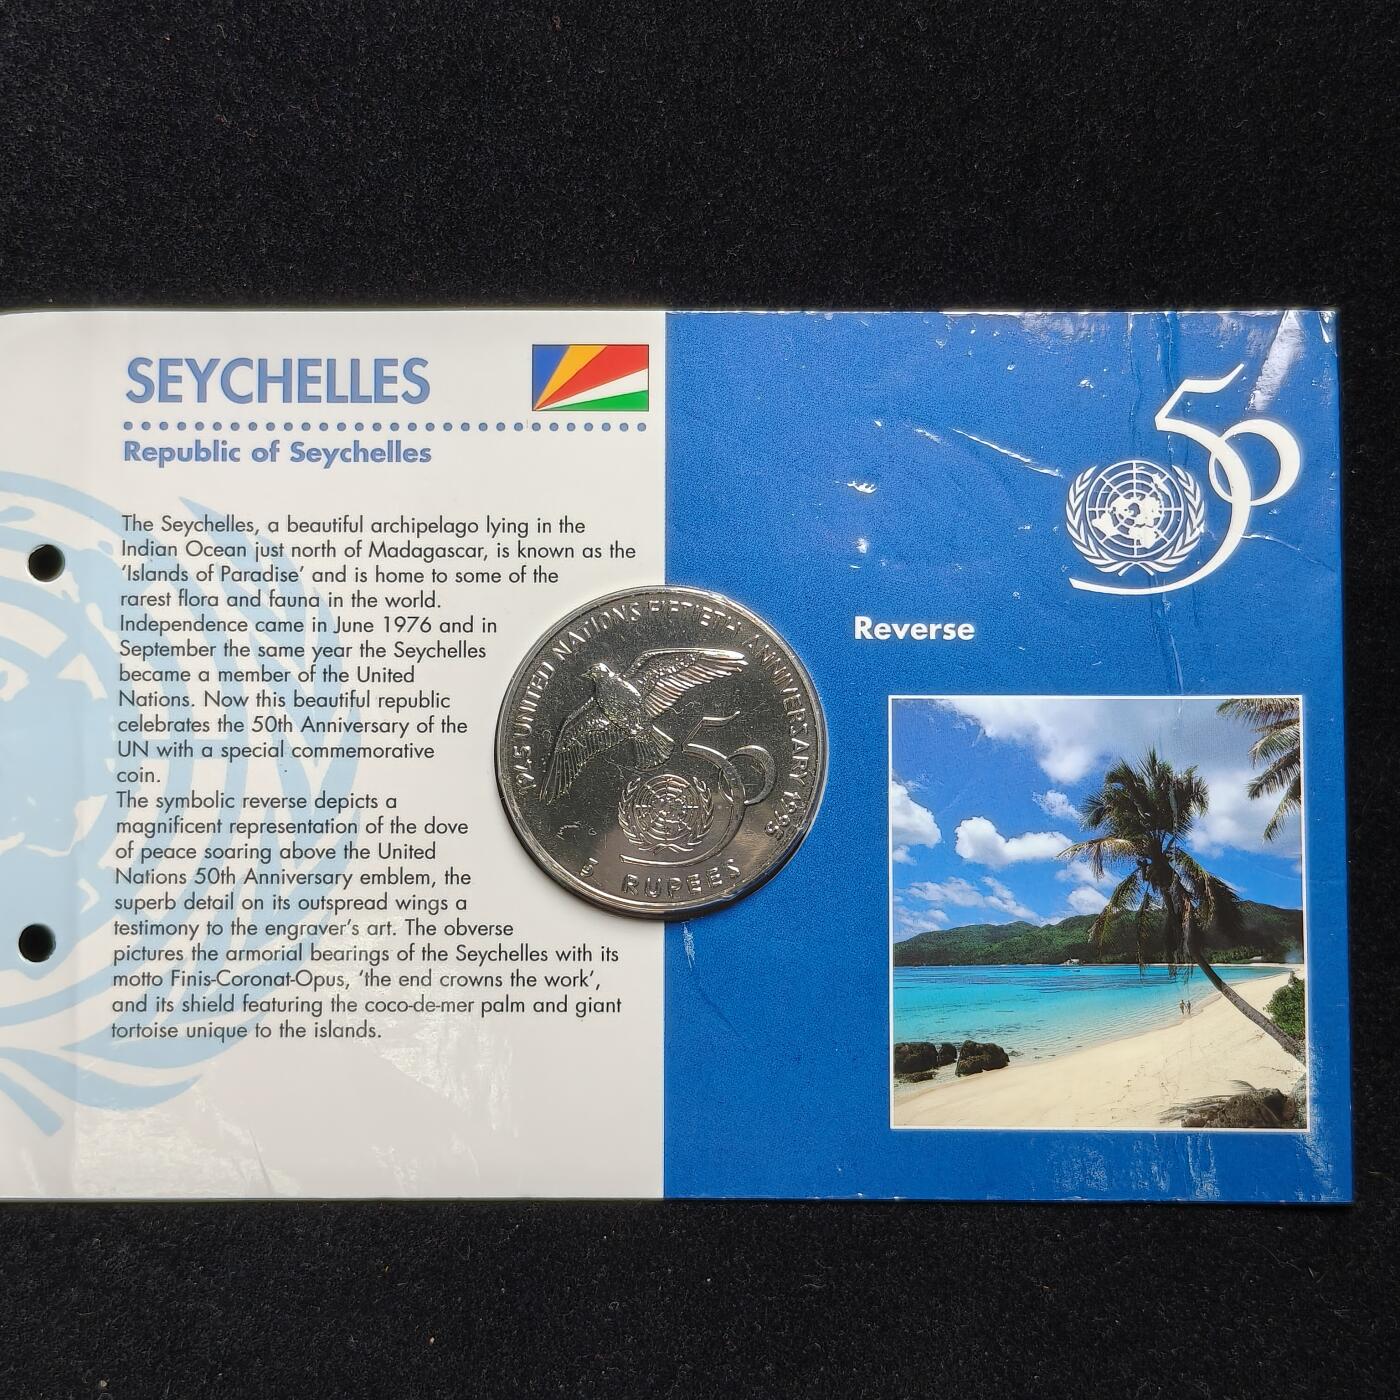 SEYCHELLES
Republic of Seychelles
The Seychelles, a beautiful archipelago lying in the
Indian Ocean just north of Madagascar, is known as the
‘Islands of Paradise’ and is home to some of the
rarest flora and fauna in the world.
Independence came in June 1976 and in
September the same year the Seychelles
became a member of the United
Nations. Now this beautiful republic
celebrates the 50th Anniversary of the
UN with a special commemorative
coin.
The symbolic reverse depicts a
magnificent representation of the dove
of peace soaring above the United
Nations 50th Anniversary emblem, the
superb detail on its outspread wings a
testimony to the engraver's art. The obverse
pictures the armorial bearings of the Seychelles with its
motto Finis-Coronat-Opus, ‘the end crowns the work’,
and its shield featuring the coco-de-mer palm and giant
tortoise unique to the islands.
1945 UNITED NATIONS FIFTIETH ANNIVERSARY 1995
50
5 RUPEES
50
Reverse